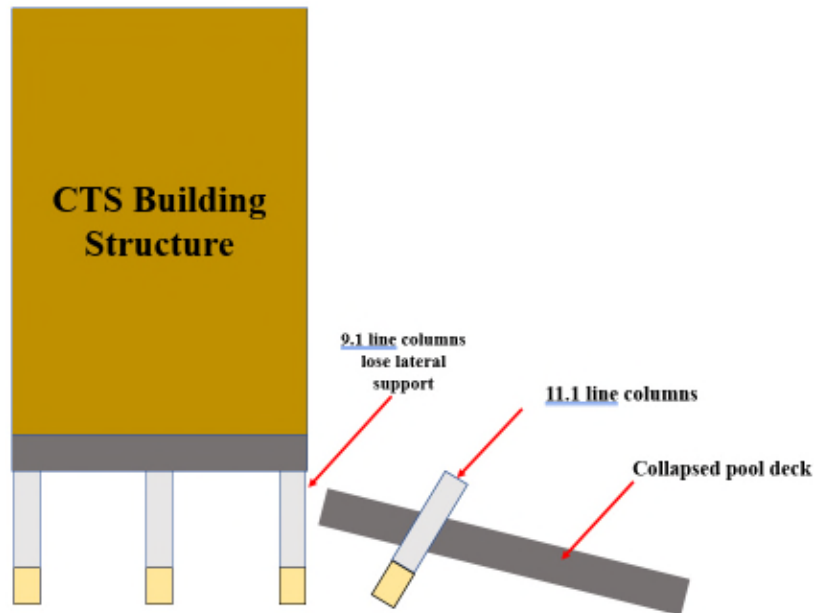 CTS Building
Structure
9.1 line columns
lose lateral
support
11.1 line columns
Collapsed pool deck